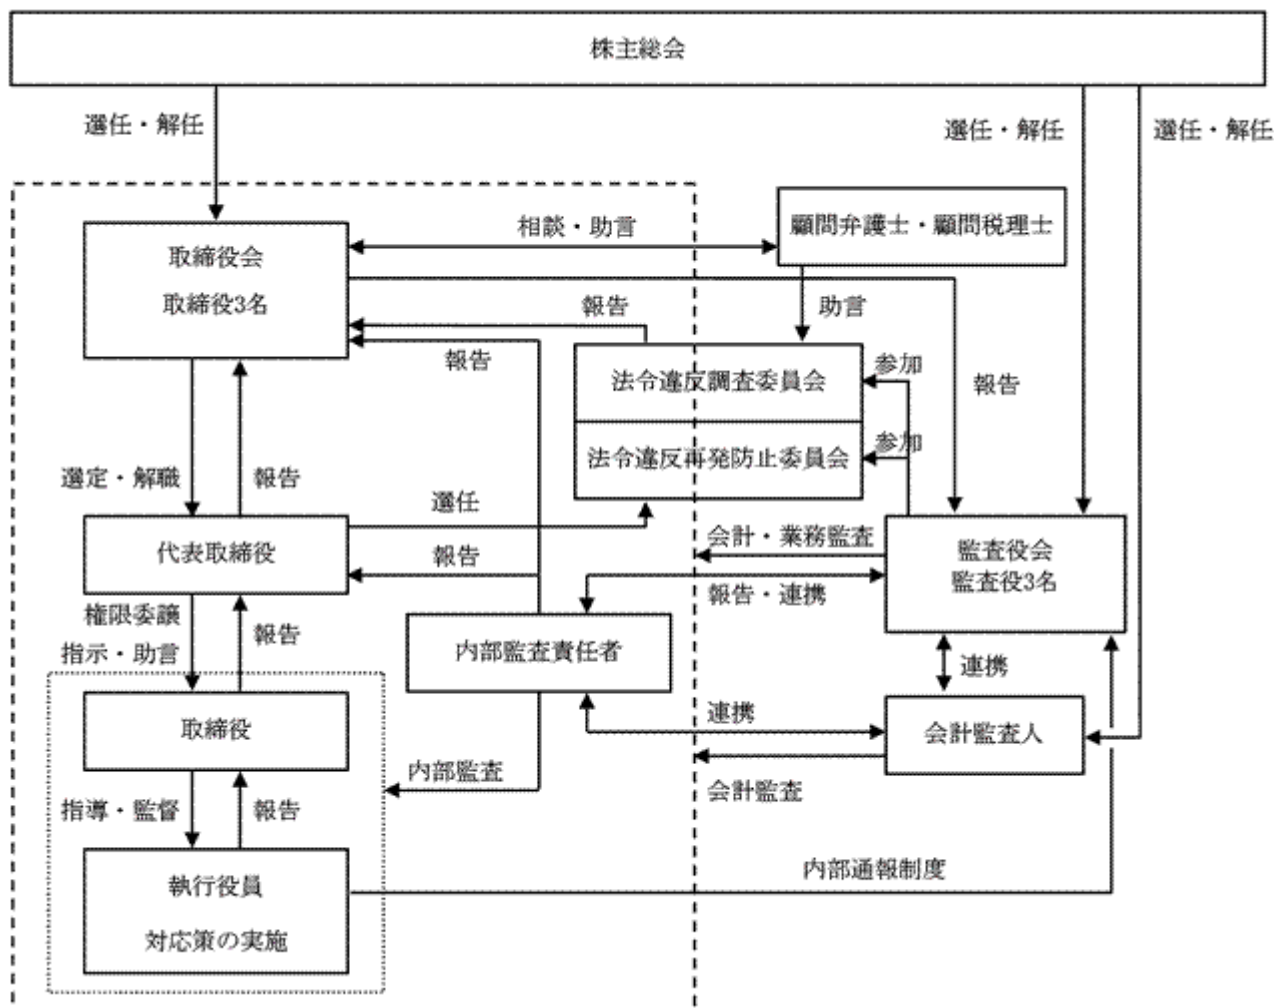 株主総会
選任・解任
選任・解任
選任・解任
顧問弁護士・顧問税理士
相談・助言
取締役会
取締役3名
報告
助言
報告
法令違反調査委員会
参加
報告
法令違反再発防止委員会
参加
選定・解職
報告
選任
代表取締役
報告
会計・業務監査
監査役会
監査役3名
報告・連携
権限委譲
指示・助言
報告
内部監査責任者
連携
取締役
連携
会計監査人
内部監査
会計監査
指導・監督
報告
内部通報制度
執行役員
対応策の実施